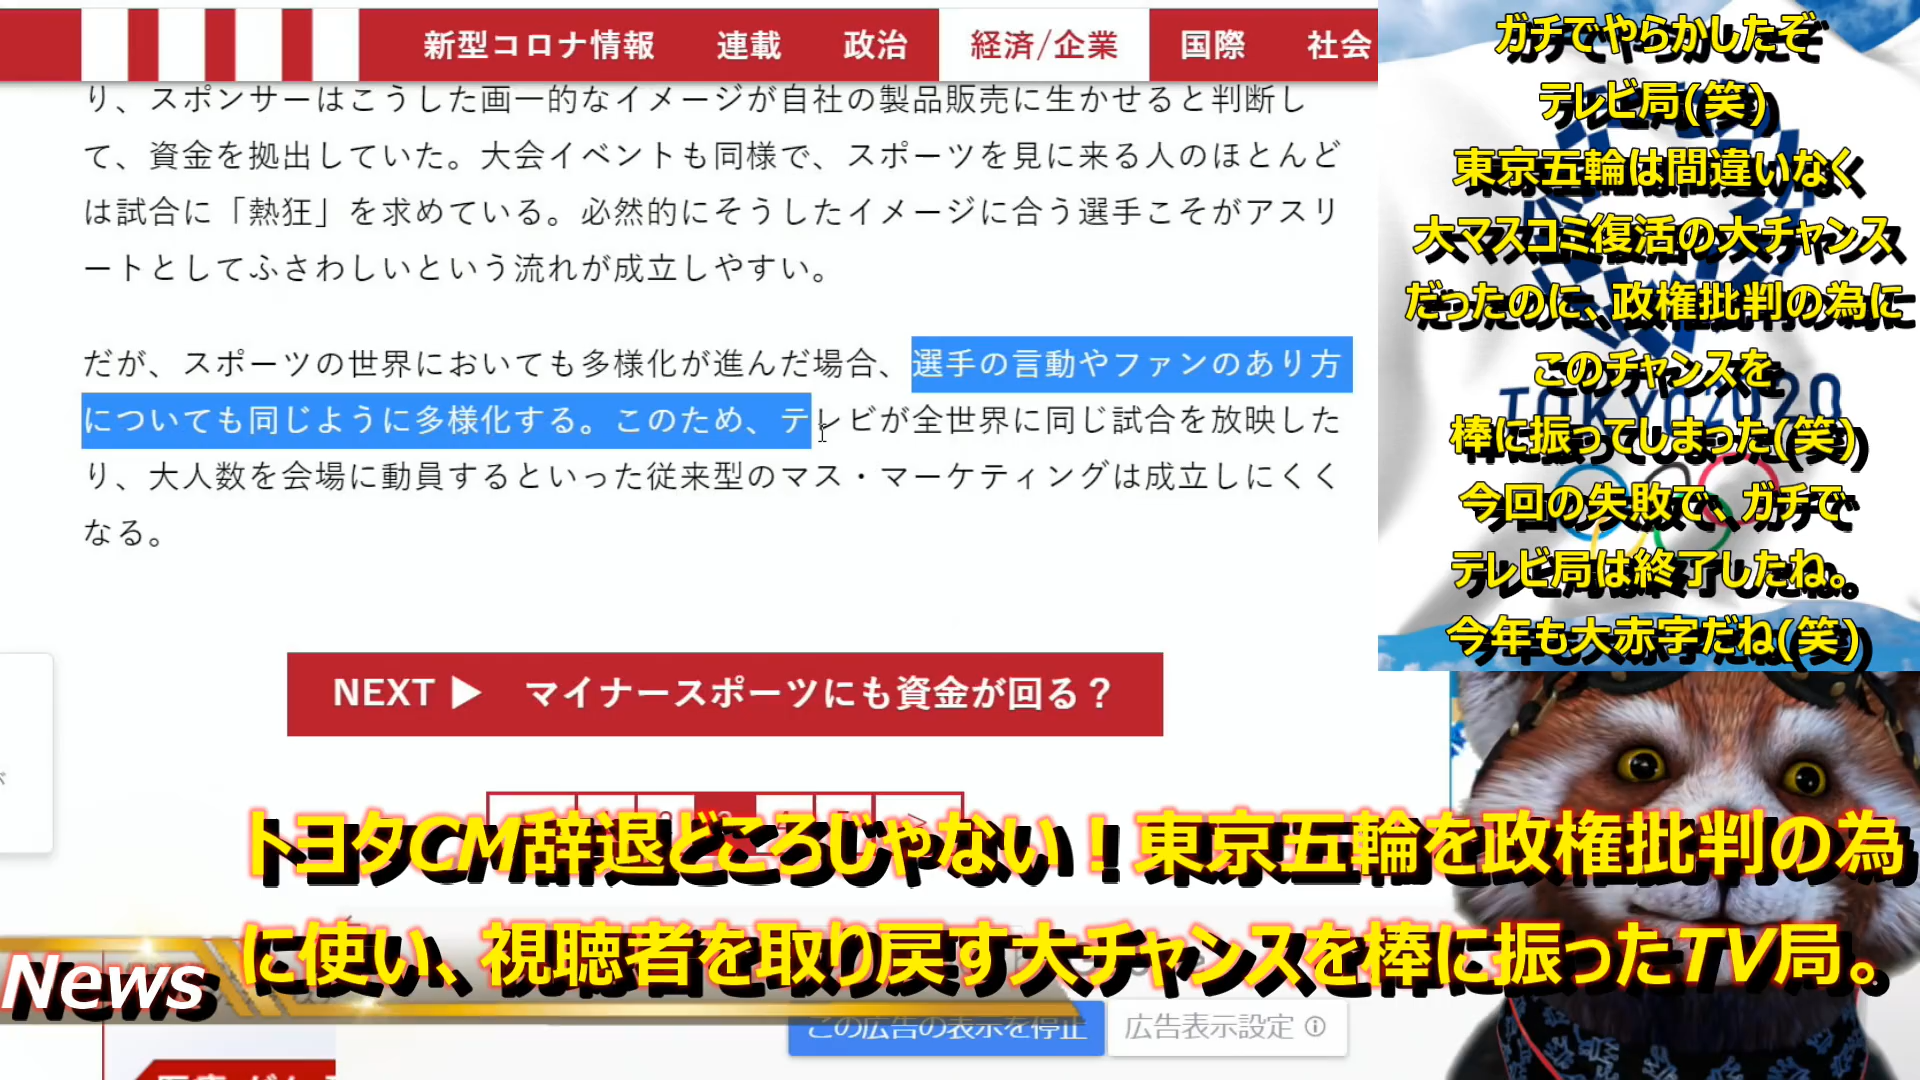 新型コロナ情報 連載 政治 経済/企業 国際 社会
り、スポンサーはこうした画一的なイメージが自社の製品販売に生かせると判断し
て、資金を拠出していた。大会イベントも同様で、スポーツを見に来る人のほとんど
は試合に「熱狂」を求めている。必然的にそうしたイメージに合う選手こそがアスリ
ートとしてふさわしいという流れが成立しやすい。
だが、スポーツの世界においても多様化が進んだ場合、選手の言動やファンのあり方
についても同じように多様化する。このため、テレビが全世界に同じ試合を放映した
り、大人数を会場に動員するといった従来型のマス・マーケティングは成立しにくく
なる。
NEXT ▶ マイナースポーツにも資金が回る？
ガチでやらかしたぞ
テレビ局(笑)
東京五輪は間違いなく
大マスコミ復活の大チャンス
だったのに、政権批判の為に
このチャンスを
TOKYO 2020
棒に振ってしまった(笑)
今回の失敗で、ガチで
テレビ局は終了したね。
今年も大赤字だね(笑)
トヨタCM辞退どころじゃない！東京五輪を政権批判の為
に使い、視聴者を取り戻す大チャンスを棒に振ったTV局。
News
この広告の表示を停止
広告表示設定